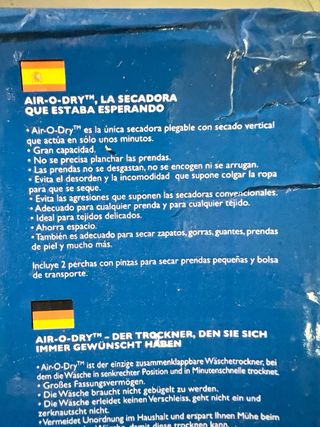 AIR-O-DRY™, LA SECADORA
QUE ESTABA ESPERANDO
• Air-O-Dry™ es la única secadora plegable con secado vertical
que actúa en sólo unos minutos.
• Gran capacidad.
• No se precisa planchar las prendas.
• Las prendas no se desgastan, no se encogen ni se arrugan.
• Evita el desorden y la incomodidad que supone colgar la ropa
para que se seque.
• Evita las agresiones que suponen las secadoras convencionales.
• Adecuado para cualquier prenda y para cualquier tejido.
• Ideal para tejidos delicados.
• Ahorra espacio.
• También es adecuado para secar zapatos, gorras, guantes, prendas
de piel y mucho más.
Incluye 2 perchas con pinzas para secar prendas pequeñas y bolsa
de transporte.
AIR-O-DRY™ – DER TROCKNER, DEN SIE SICH
IMMER GEWÜNSCHT HABEN
• Air-O-Dry™ ist der einzige zusammenklappbare Wäschetrockner, bei
dem die Wäsche in senkrechter Position und in Minutenschnelle trocknet.
• Großes Fassungsvermögen.
• Die Wäsche braucht nicht gebügelt zu werden.
• Die Wäsche erleidet keinen Verschleiss, geht nicht ein und
zerknautscht nicht.
• Vermeidet Unordnung im Haushalt und erspart Ihnen Mühe beim
Wäsche, damit diese trocknen kann.